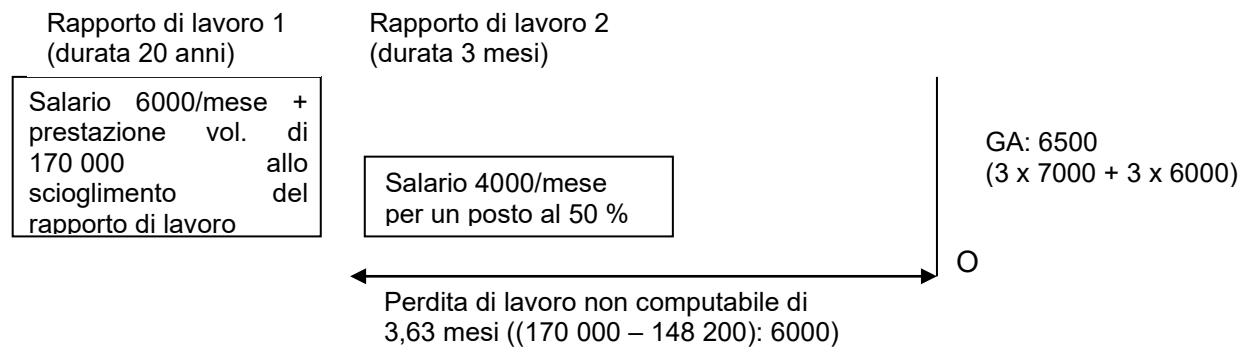 Rapporto di lavoro 1
(durata 20 anni)
Rapporto di lavoro 2
(durata 3 mesi)
Salario 6000/mese +
prestazione vol. di
170 000 allo
scioglimento del
rapporto di lavoro
Salario 4000/mese
per un posto al 50 %
GA: 6500
(3 x 7000 + 3 x 6000)
O
Perdita di lavoro non computabile di
3,63 mesi ((170 000 – 148 200): 6000)